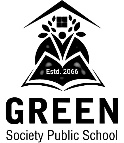 Estd. 2066
GREEN
Society Public School